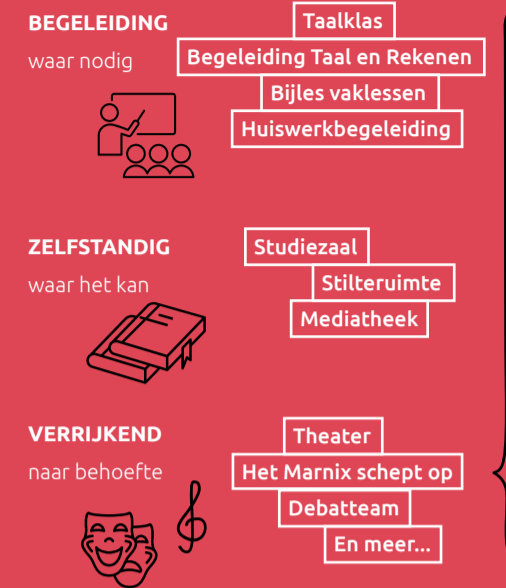 BEGELEIDING
waar nodig
Taalklas
Begeleiding Taal en Rekenen
Bijles vaklessen
Huiswerkbegeleiding
ZELFSTANDIG
waar het kan
Studiezaal
Stilteruimte
Mediatheek
VERRIJKEND
naar behoefte
Theater
Het Marnix schept op
Debatteam
En meer...